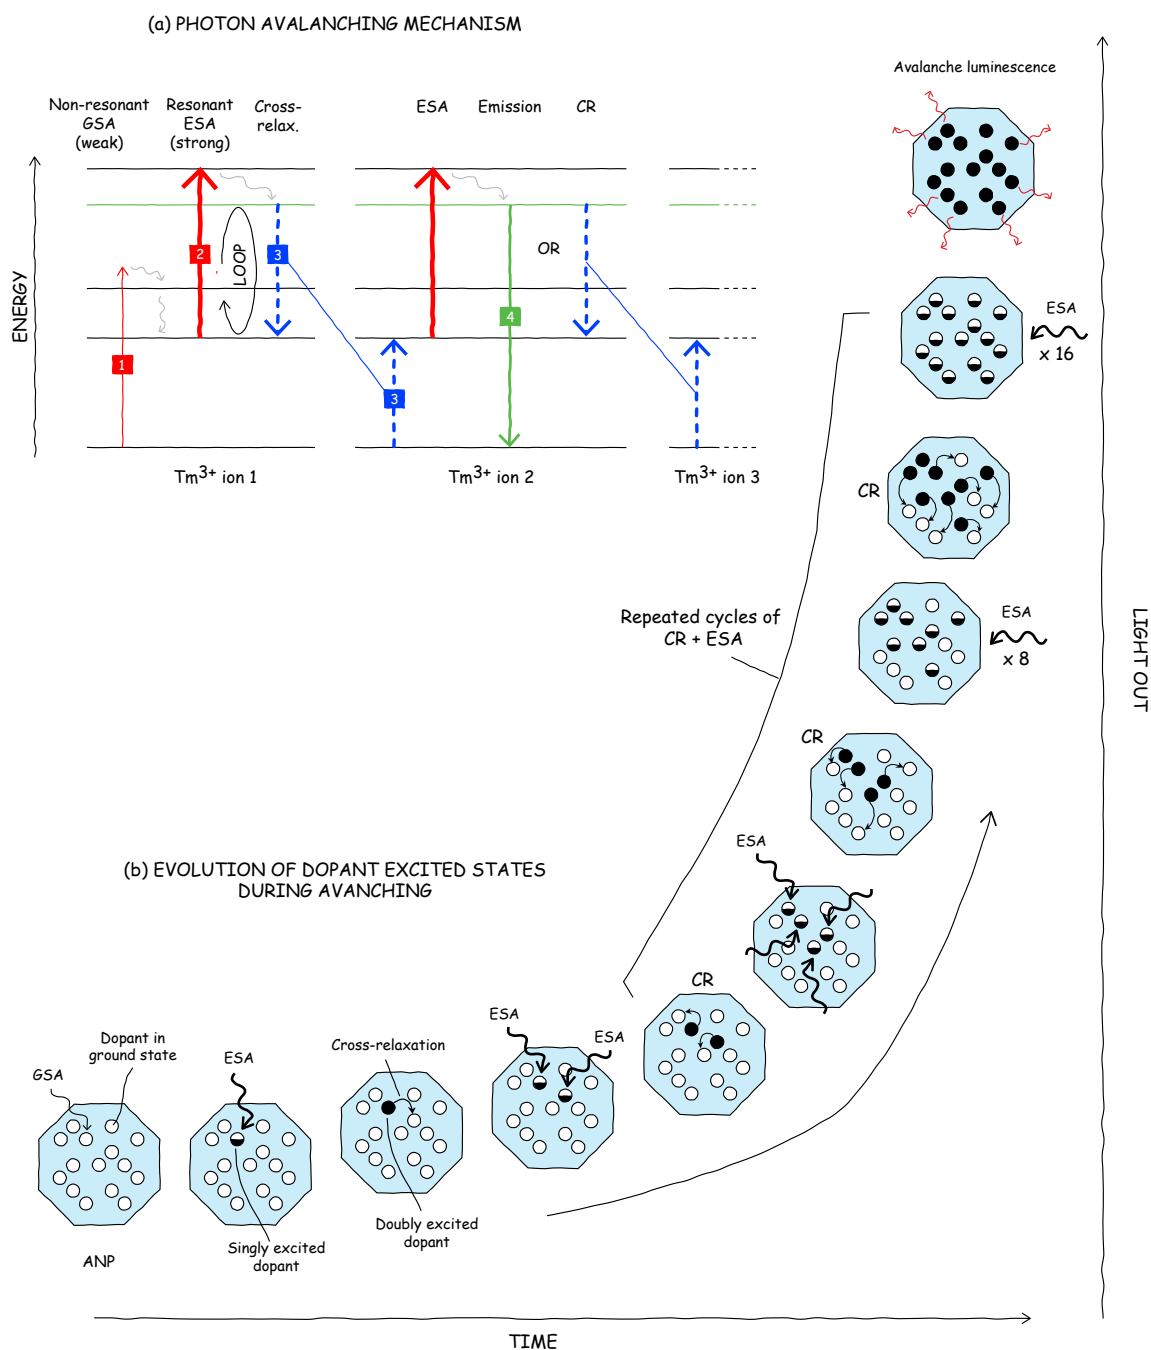 (a) PHOTON AVALANCHING MECHANISM
Non-resonant
GSA
(weak)
Resonant
ESA
(strong)
Cross-
relax.
ESA
Emission
CR
ENERGY
1
2
LOOP
3
3
4
OR
Tm3+ ion 1
Tm3+ ion 2
Tm3+ ion 3
Avalanche luminescence
ESA
x 16
CR
ESA
x 8
Repeated cycles of
CR + ESA
CR
ESA
LIGHT OUT
(b) EVOLUTION OF DOPANT EXCITED STATES
DURING AVANCHING
CR
ESA
ESA
Cross-relaxation
Dopant in
ground state
GSA
ESA
Doubly excited
dopant
Singly excited
dopant
ANP
TIME